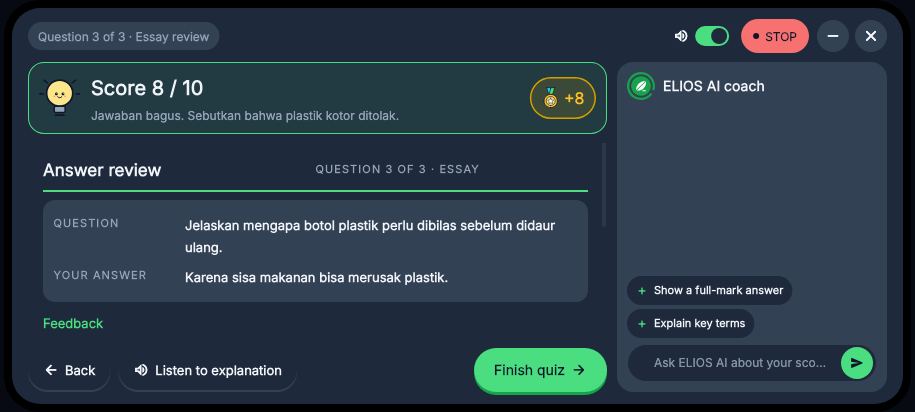 Question 3 of 3 · Essay review
STOP
Score 8 / 10
Jawaban bagus. Sebutkan bahwa plastik kotor ditolak.
+8
Answer review
QUESTION 3 OF 3 · ESSAY
QUESTION
Jelaskan mengapa botol plastik perlu dibilas sebelum didaur
ulang.
YOUR ANSWER
Karena sisa makanan bisa merusak plastik.
Feedback
Back
Listen to explanation
Finish quiz
ELIOS AI coach
+ Show a full-mark answer
+ Explain key terms
Ask ELIOS AI about your sco...